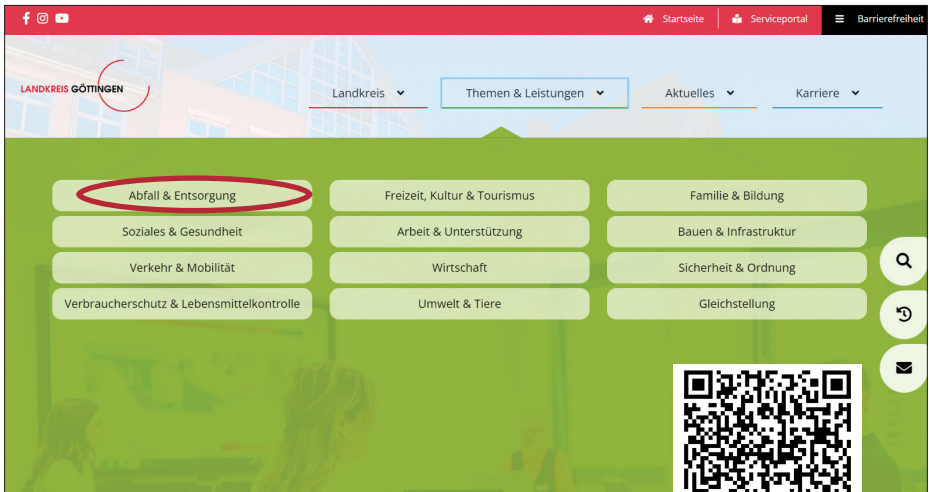 Startseite Serviceportal Barrierefreiheit
LANDKREIS GÖTTINGEN
Landkreis Themen & Leistungen Aktuelles Karriere
Abfall & Entsorgung Freizeit, Kultur & Tourismus Familie & Bildung
Soziales & Gesundheit Arbeit & Unterstützung Bauen & Infrastruktur
Verkehr & Mobilität Wirtschaft Sicherheit & Ordnung
Verbraucherschutz & Lebensmittelkontrolle Umwelt & Tiere Gleichstellung